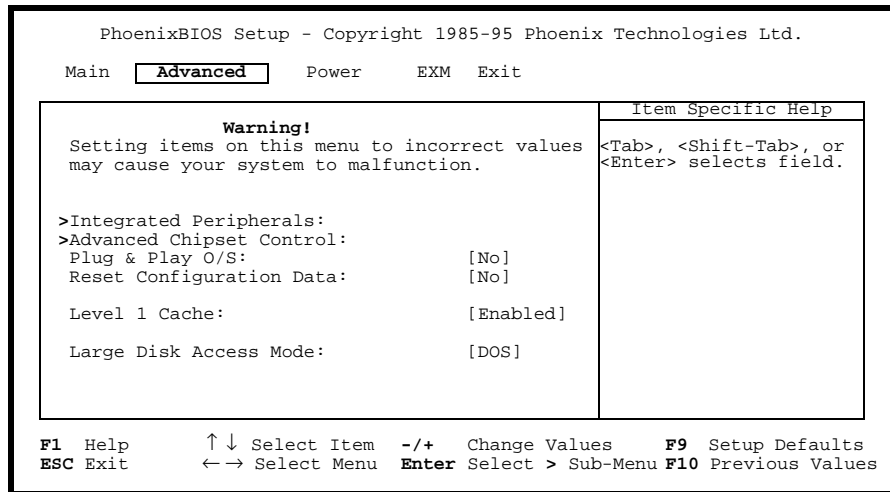 PhoenixBIOS Setup - Copyright 1985-95 Phoenix Technologies Ltd.
Main Advanced Power EXM Exit
Item Specific Help
Warning!
Setting items on this menu to incorrect values
may cause your system to malfunction.
<Tab>, <Shift-Tab>, or
<Enter> selects field.
>Integrated Peripherals:
>Advanced Chipset Control:
Plug & Play O/S: [No]
Reset Configuration Data: [No]
Level 1 Cache: [Enabled]
Large Disk Access Mode: [DOS]
F1 Help ↑↓ Select Item -/+ Change Values F9 Setup Defaults
ESC Exit ←→ Select Menu Enter Select > Sub-Menu F10 Previous Values